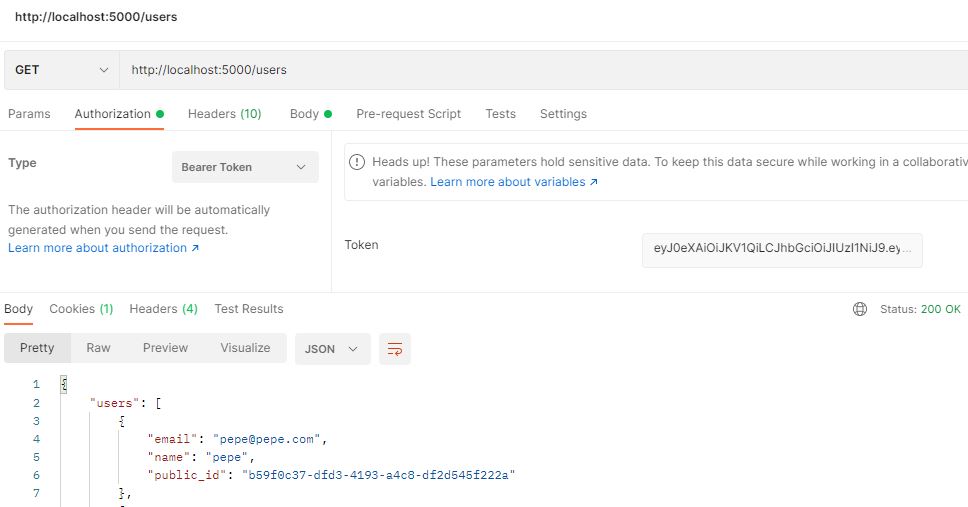 http://localhost:5000/users
GET http://localhost:5000/users
Params Authorization Headers (10) Body Pre-request Script Tests Settings
Type Bearer Token
The authorization header will be automatically
generated when you send the request.
Learn more about authorization ↗
Heads up! These parameters hold sensitive data. To keep this data secure while working in a collaborativ
variables. Learn more about variables ↗
Token eyJ0eXAiOiJKV1QiLCJhbGciOiJIUzI1NiJ9.ey...
Body Cookies (1) Headers (4) Test Results Status: 200 OK
Pretty Raw Preview Visualize JSON
1 {
2 "users": [
3 {
4 "email": "pepe@pepe.com",
5 "name": "pepe",
6 "public_id": "b59f0c37-dfd3-4193-a4c8-df2d545f222a"
7 },